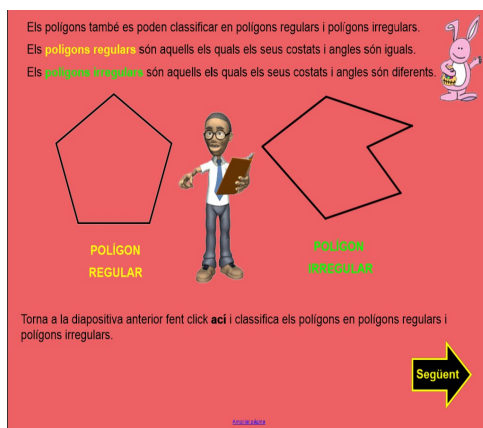 Els polígons també es poden classificar en polígons regulars i polígons irregulars.
Els polígons regulars són aquells els quals els seus costats i angles són iguals.
Els polígons irregulars són aquells els quals els seus costats i angles són diferents.
POLÍGON
REGULAR
POLÍGON
IRREGULAR
Torna a la diapositiva anterior fent click ací i classifica els polígons en polígons regulars i
polígons irregulars.
Següent